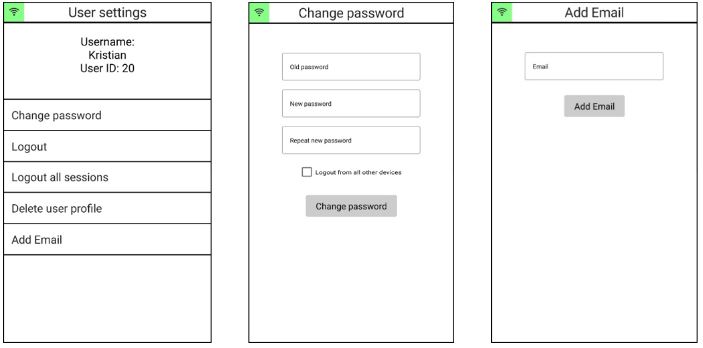 User settings
Username:
Kristian
User ID: 20
Change password
Logout
Logout all sessions
Delete user profile
Add Email
Change password
Old password
New password
Repeat new password
Logout from all other devices
Change password
Add Email
Email
Add Email